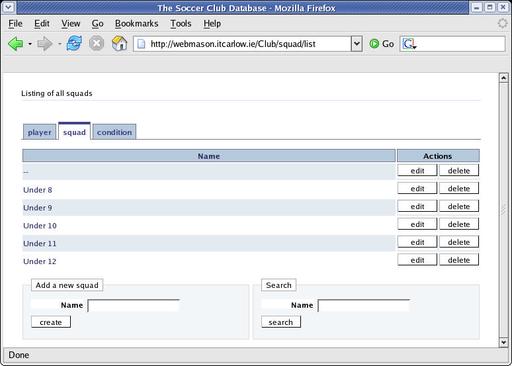 The Soccer Club Database - Mozilla Firefox
File Edit View Go Bookmarks Tools Help
http://webmason.itcarlow.ie/Club/squad/list Go G
Listing of all squads
player squad condition
Name Actions
-- edit delete
Under 8 edit delete
Under 9 edit delete
Under 10 edit delete
Under 11 edit delete
Under 12 edit delete
Add a new squad Search
Name Name
create search
Done